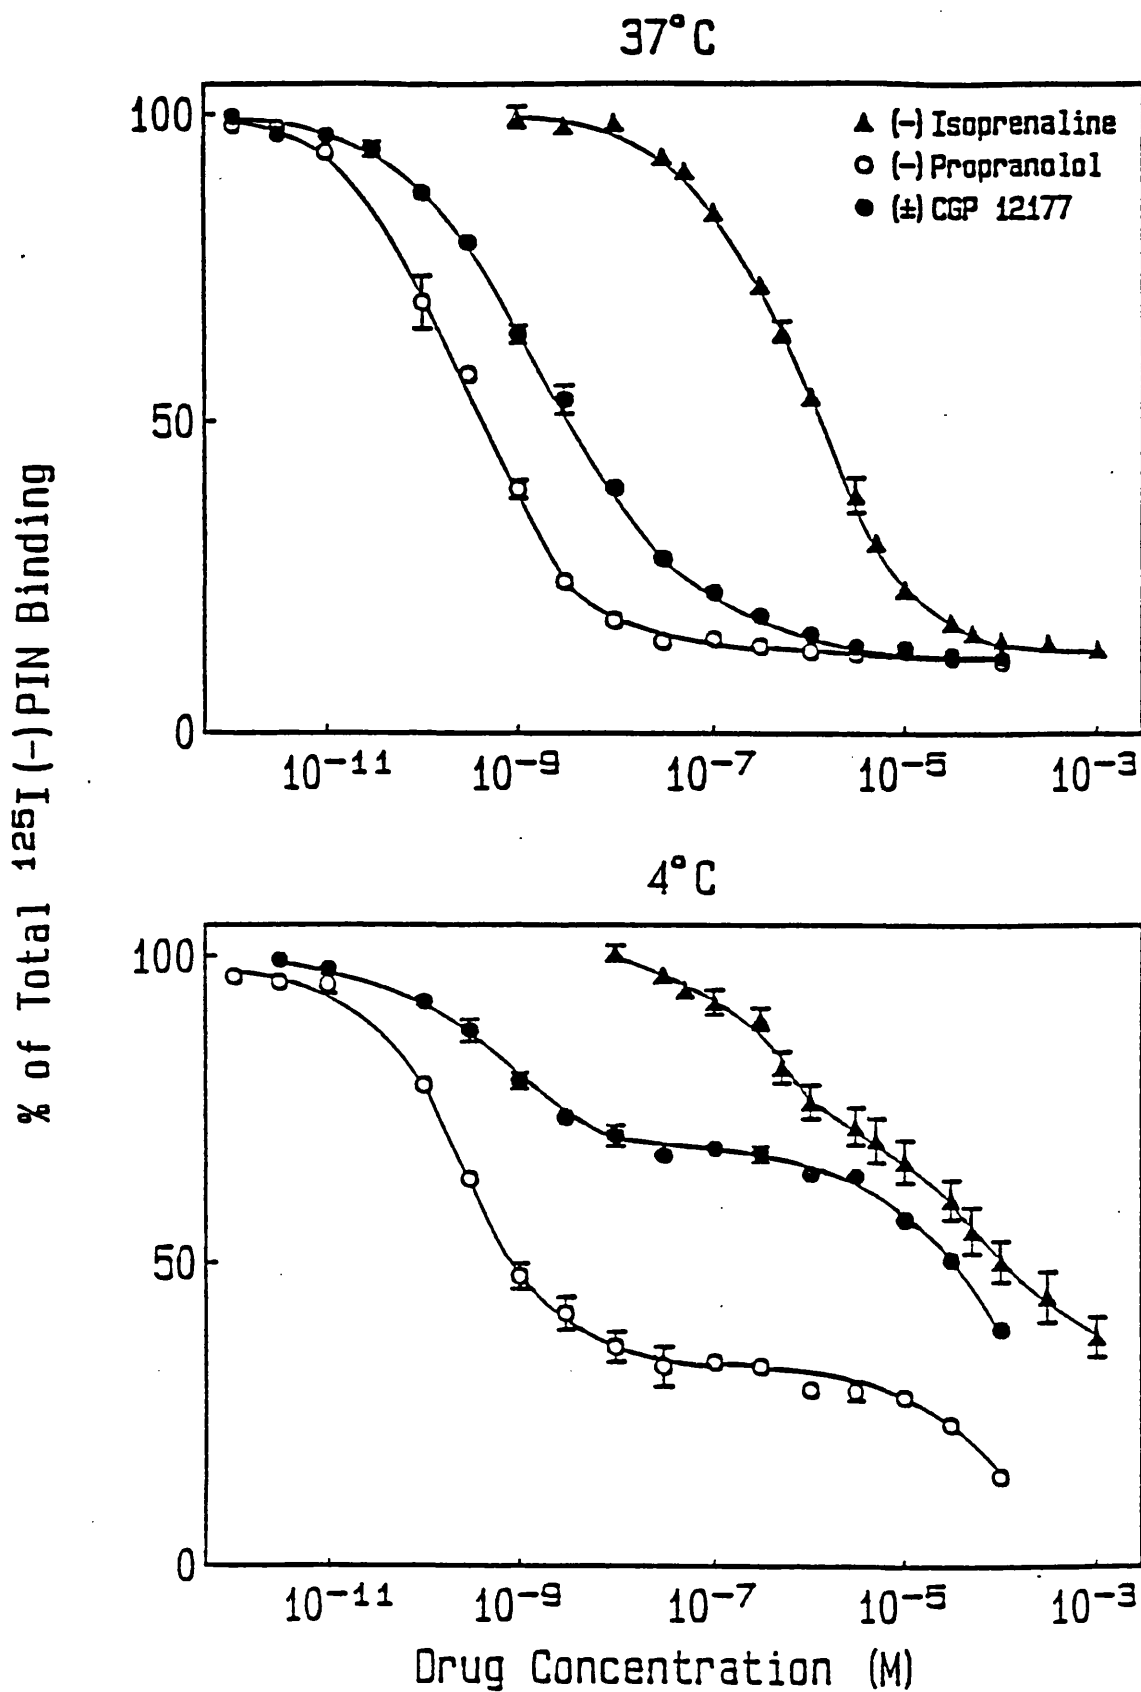 37°C
100
50
0
10⁻¹¹ 10⁻⁹ 10⁻⁷ 10⁻⁵ 10⁻³
▲ (-) Isoprenaline
○ (-) Propranolol
● (±) CGP 12177
% of Total ¹²⁵I (-) PIN Binding
4°C
100
50
0
10⁻¹¹ 10⁻⁹ 10⁻⁷ 10⁻⁵ 10⁻³
Drug Concentration (M)